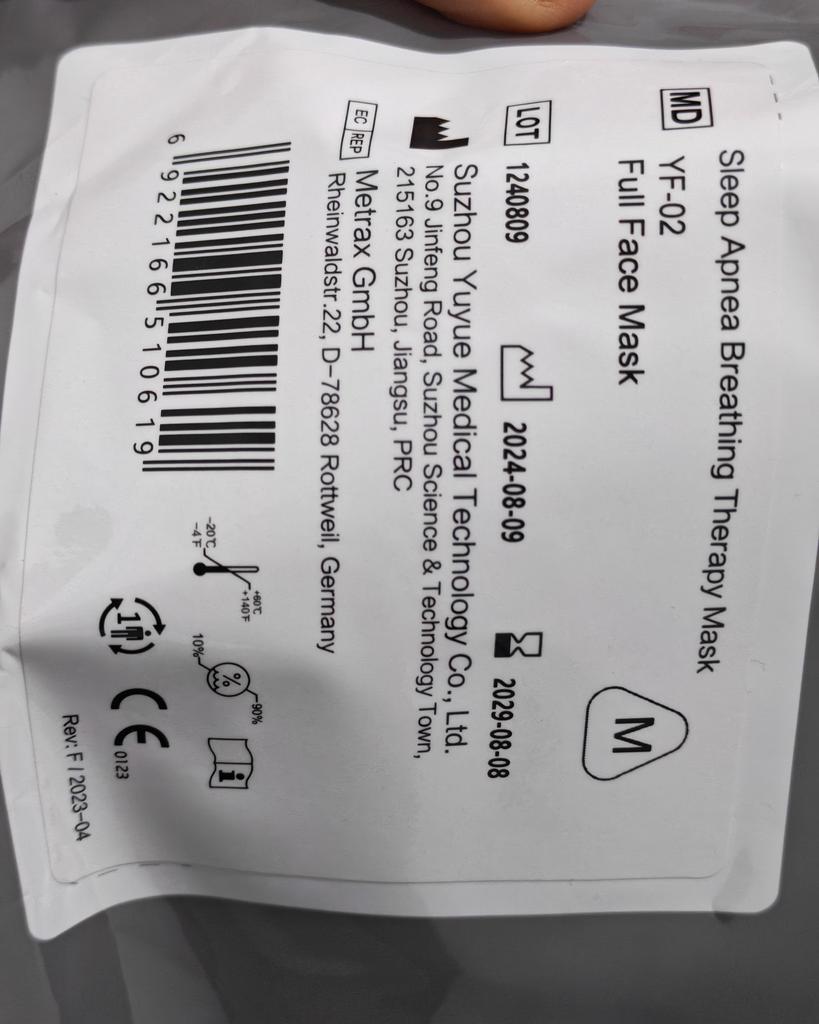 Sleep Apnea Breathing Therapy Mask
MD YF-02
Full Face Mask
M
LOT 1240809 2024-08-09 2029-08-08
Suzhou Yuyue Medical Technology Co., Ltd.
No.9 Jinfeng Road, Suzhou Science & Technology Town,
215163 Suzhou, Jiangsu, PRC
EC REP Metrax GmbH
Rheinwaldstr.22, D-78628 Rottweil, Germany
6 922166 510619
-20℃
-4℉
+60℃
+140℉
10%
%
90%
i
1
CE 0123
Rev: F / 2023-04